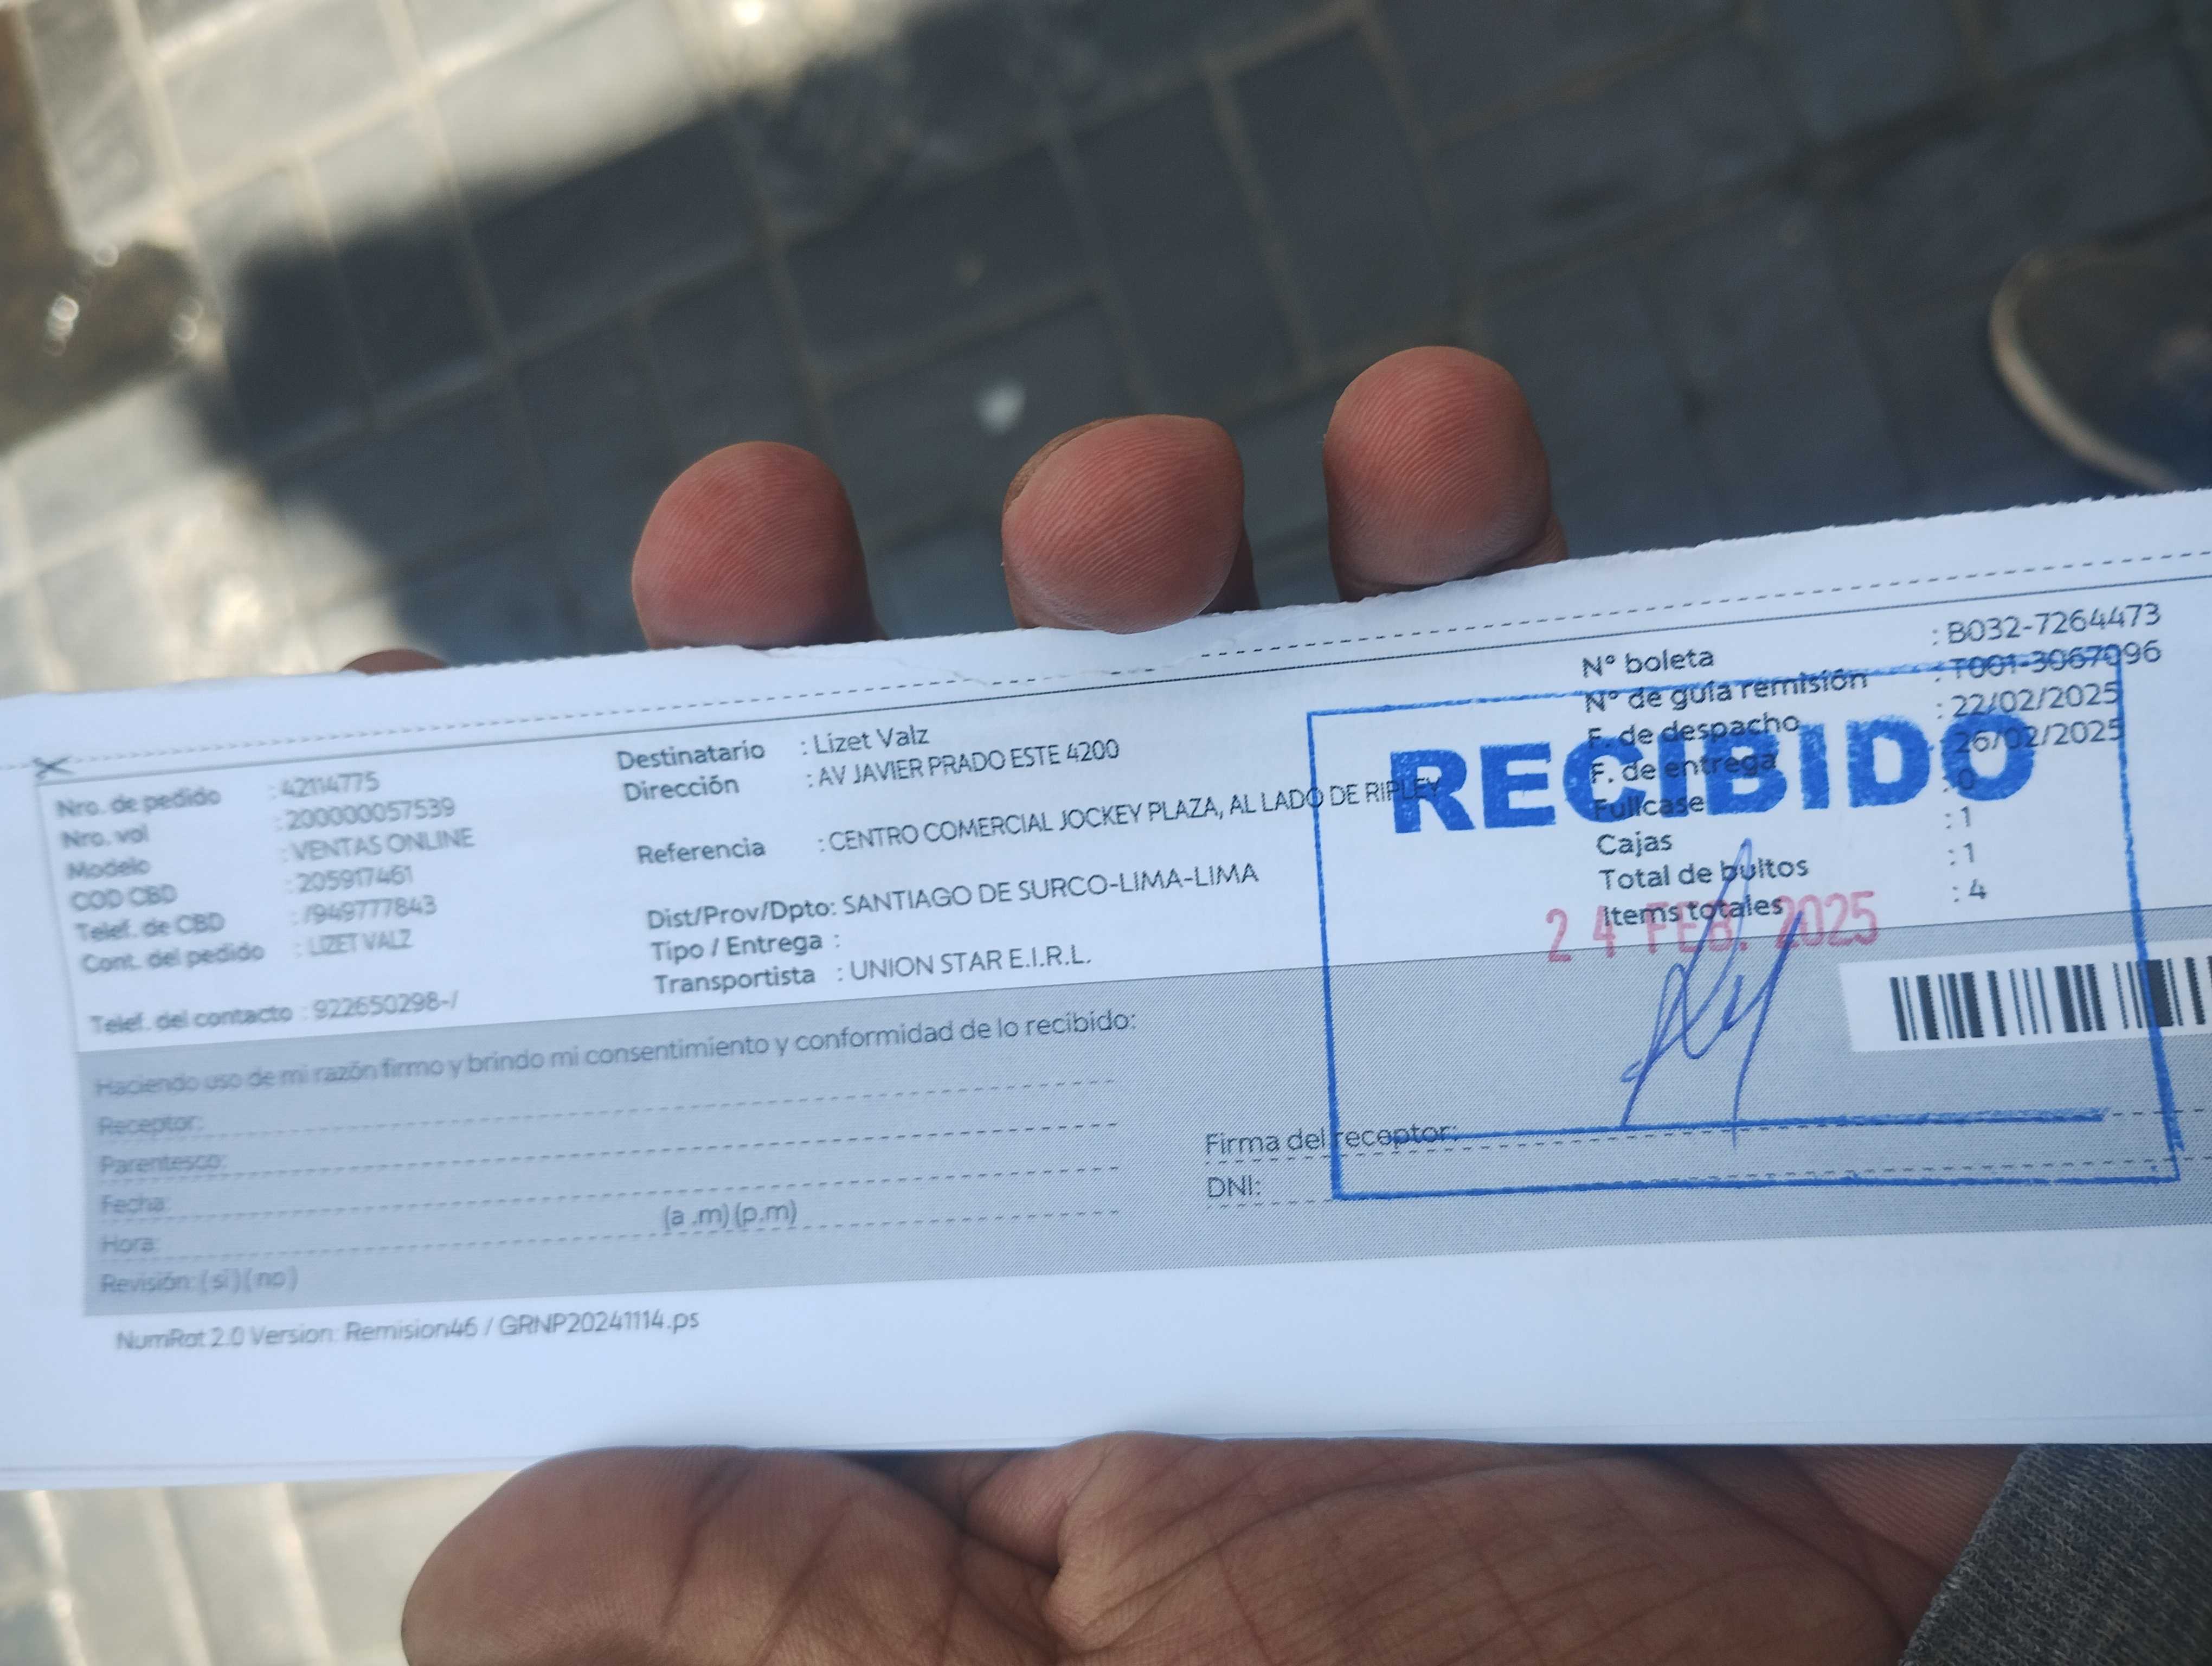 Nro. de pedido : 42114775
Nro. vol : 200000057539
Modelo : VENTAS ONLINE
COD CBD : 205917461
Telef. de CBD : /949777843
Cont. del pedido : LIZET VALZ
Telef. del contacto : 922650298-/
Destinatario : Lizet Valz
Dirección : AV JAVIER PRADO ESTE 4200
Referencia : CENTRO COMERCIAL JOCKEY PLAZA, AL LADO DE RIPLEY
Dist/Prov/Dpto: SANTIAGO DE SURCO-LIMA-LIMA
Tipo / Entrega :
Transportista : UNION STAR E.I.R.L.
N° boleta : B032-7264473
N° de guía remisión : T001-3067096
F. de despacho : 22/02/2025
F. de entrega : 26/02/2025
Fullcase : 0
Cajas : 1
Total de bultos : 1
Items totales : 4
RECIBIDO
24 FEB. 2025
Haciendo uso de mi razón firmo y brindo mi consentimiento y conformidad de lo recibido:
Receptor:
Parentesco:
Fecha:
Hora: (a .m) (p.m)
Revisión: ( si ) ( no )
Firma del receptor:
DNI:
NumRot 2.0 Version: Remision46 / GRNP20241114.ps